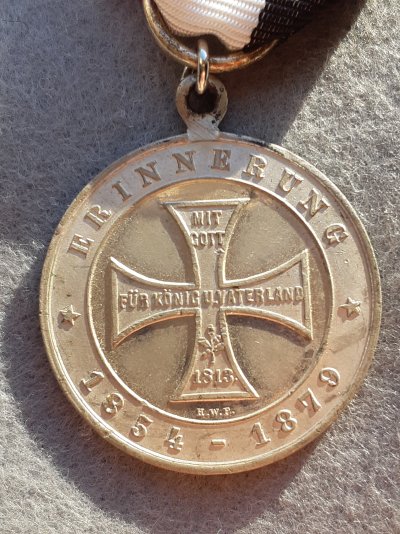 ERINNERUNG
MIT
GOTT
FÜR KÖNIG U.VATERLAND
1813.
H.W.F.
1854 - 1879